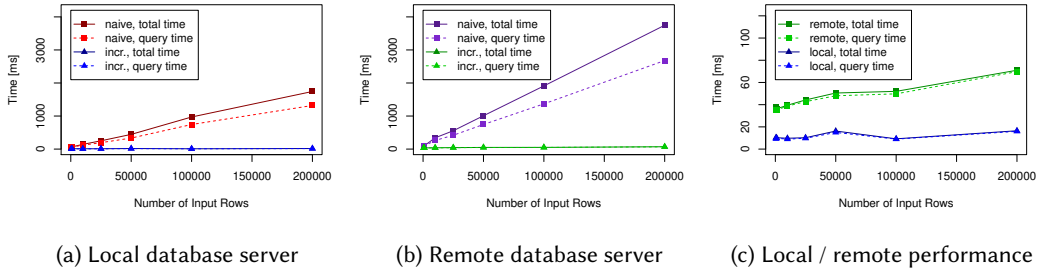 naive, total time
naive, query time
incr., total time
incr., query time
Time [ms]
0
1000
3000
0
50000
100000
150000
200000
Number of Input Rows
(a) Local database server
naive, total time
naive, query time
incr., total time
incr., query time
Time [ms]
0
1000
3000
0
50000
100000
150000
200000
Number of Input Rows
(b) Remote database server
remote, total time
remote, query time
local, total time
local, query time
Time [ms]
0
20
60
100
0
50000
100000
150000
200000
Number of Input Rows
(c) Local / remote performance